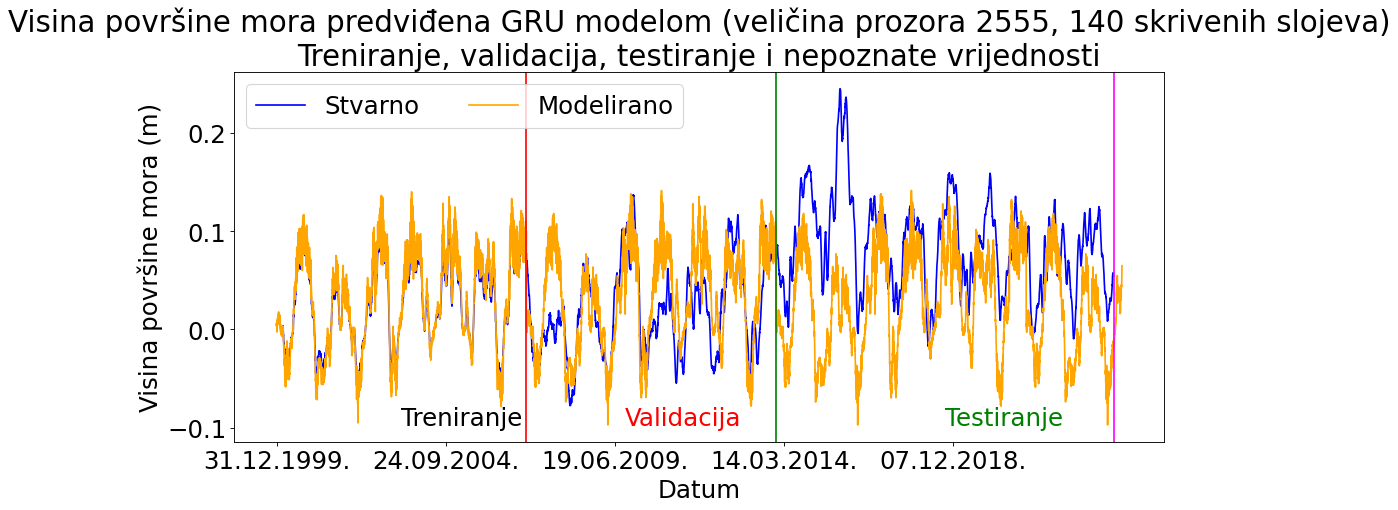 Visina površine mora predviđena GRU modelom (veličina prozora 2555, 140 skrivenih slojeva)
Treniranje, validacija, testiranje i nepoznate vrijednosti
Stvarno Modelirano
Visina površine mora (m)
0.2
0.1
0.0
−0.1
Treniranje Validacija Testiranje
31.12.1999. 24.09.2004. 19.06.2009. 14.03.2014. 07.12.2018.
Datum